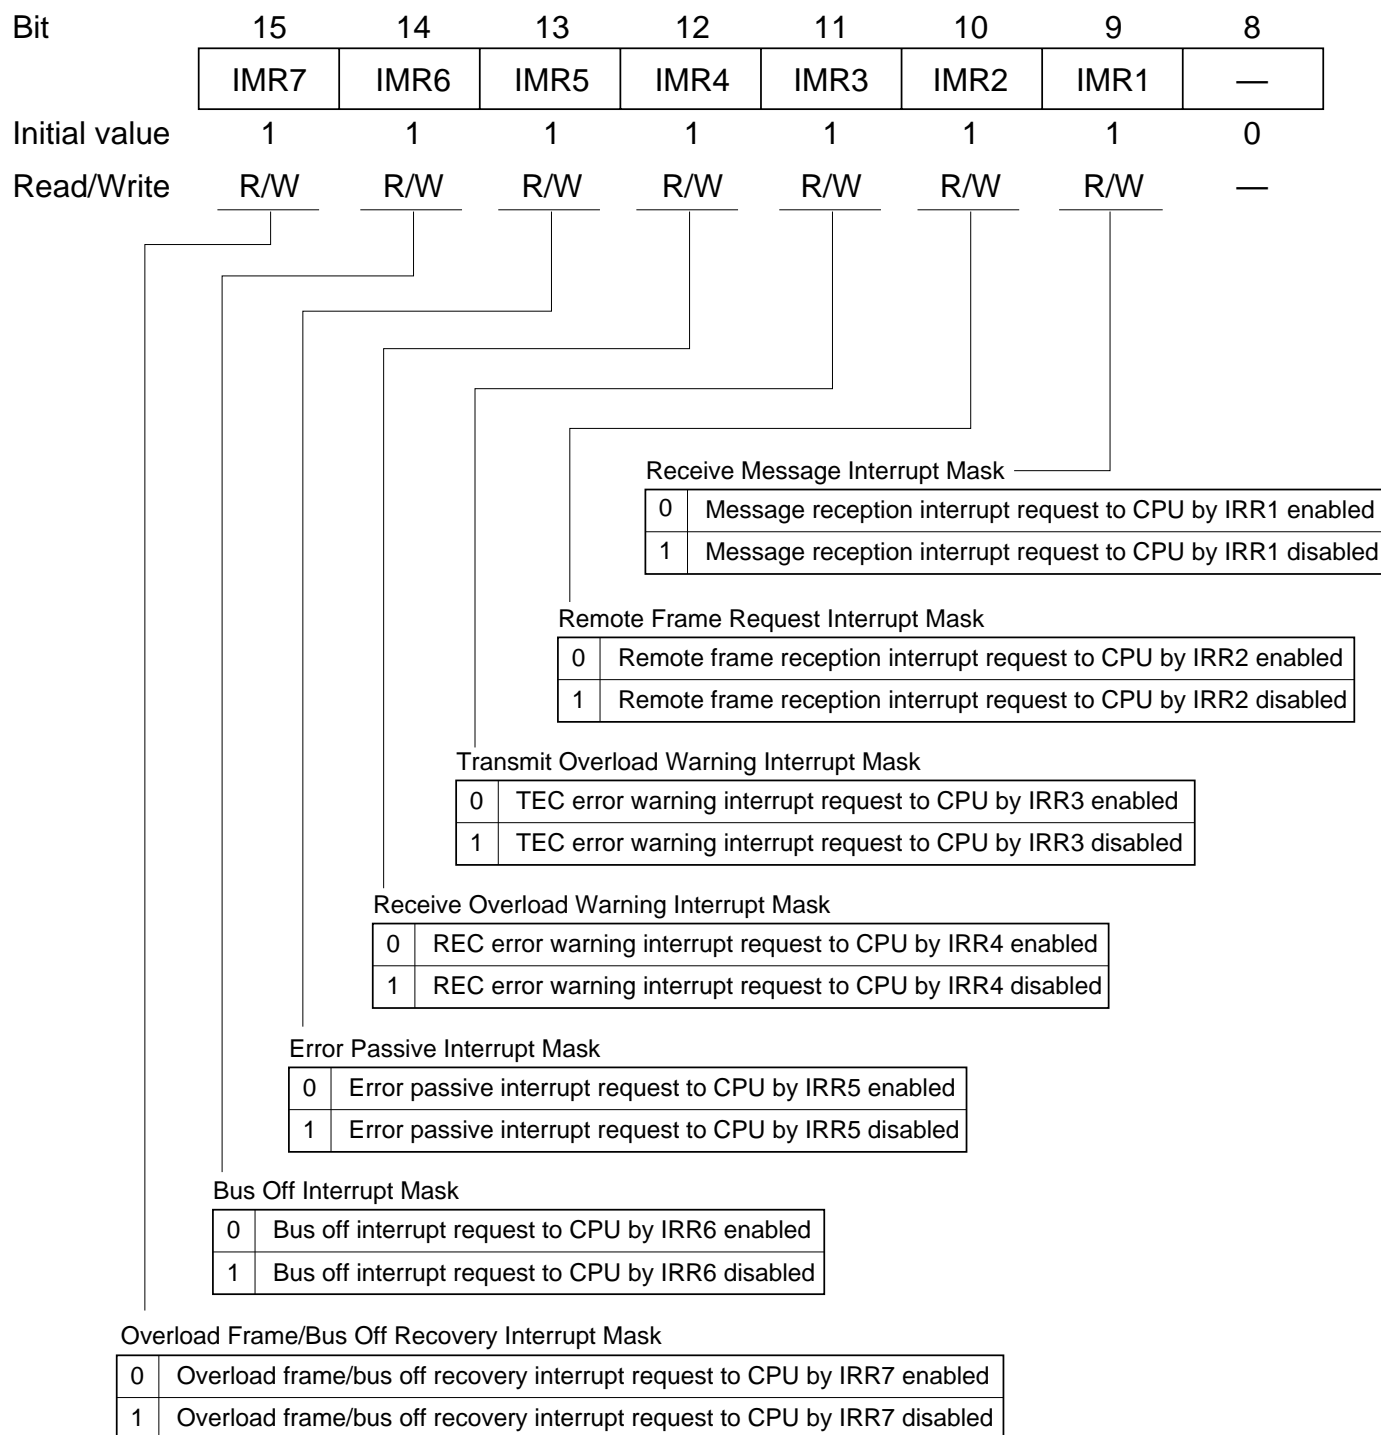 Bit 15 14 13 12 11 10 9 8
IMR7 IMR6 IMR5 IMR4 IMR3 IMR2 IMR1 —
Initial value 1 1 1 1 1 1 1 0
Read/Write R/W R/W R/W R/W R/W R/W R/W —
Receive Message Interrupt Mask
0 Message reception interrupt request to CPU by IRR1 enabled
1 Message reception interrupt request to CPU by IRR1 disabled
Remote Frame Request Interrupt Mask
0 Remote frame reception interrupt request to CPU by IRR2 enabled
1 Remote frame reception interrupt request to CPU by IRR2 disabled
Transmit Overload Warning Interrupt Mask
0 TEC error warning interrupt request to CPU by IRR3 enabled
1 TEC error warning interrupt request to CPU by IRR3 disabled
Receive Overload Warning Interrupt Mask
0 REC error warning interrupt request to CPU by IRR4 enabled
1 REC error warning interrupt request to CPU by IRR4 disabled
Error Passive Interrupt Mask
0 Error passive interrupt request to CPU by IRR5 enabled
1 Error passive interrupt request to CPU by IRR5 disabled
Bus Off Interrupt Mask
0 Bus off interrupt request to CPU by IRR6 enabled
1 Bus off interrupt request to CPU by IRR6 disabled
Overload Frame/Bus Off Recovery Interrupt Mask
0 Overload frame/bus off recovery interrupt request to CPU by IRR7 enabled
1 Overload frame/bus off recovery interrupt request to CPU by IRR7 disabled